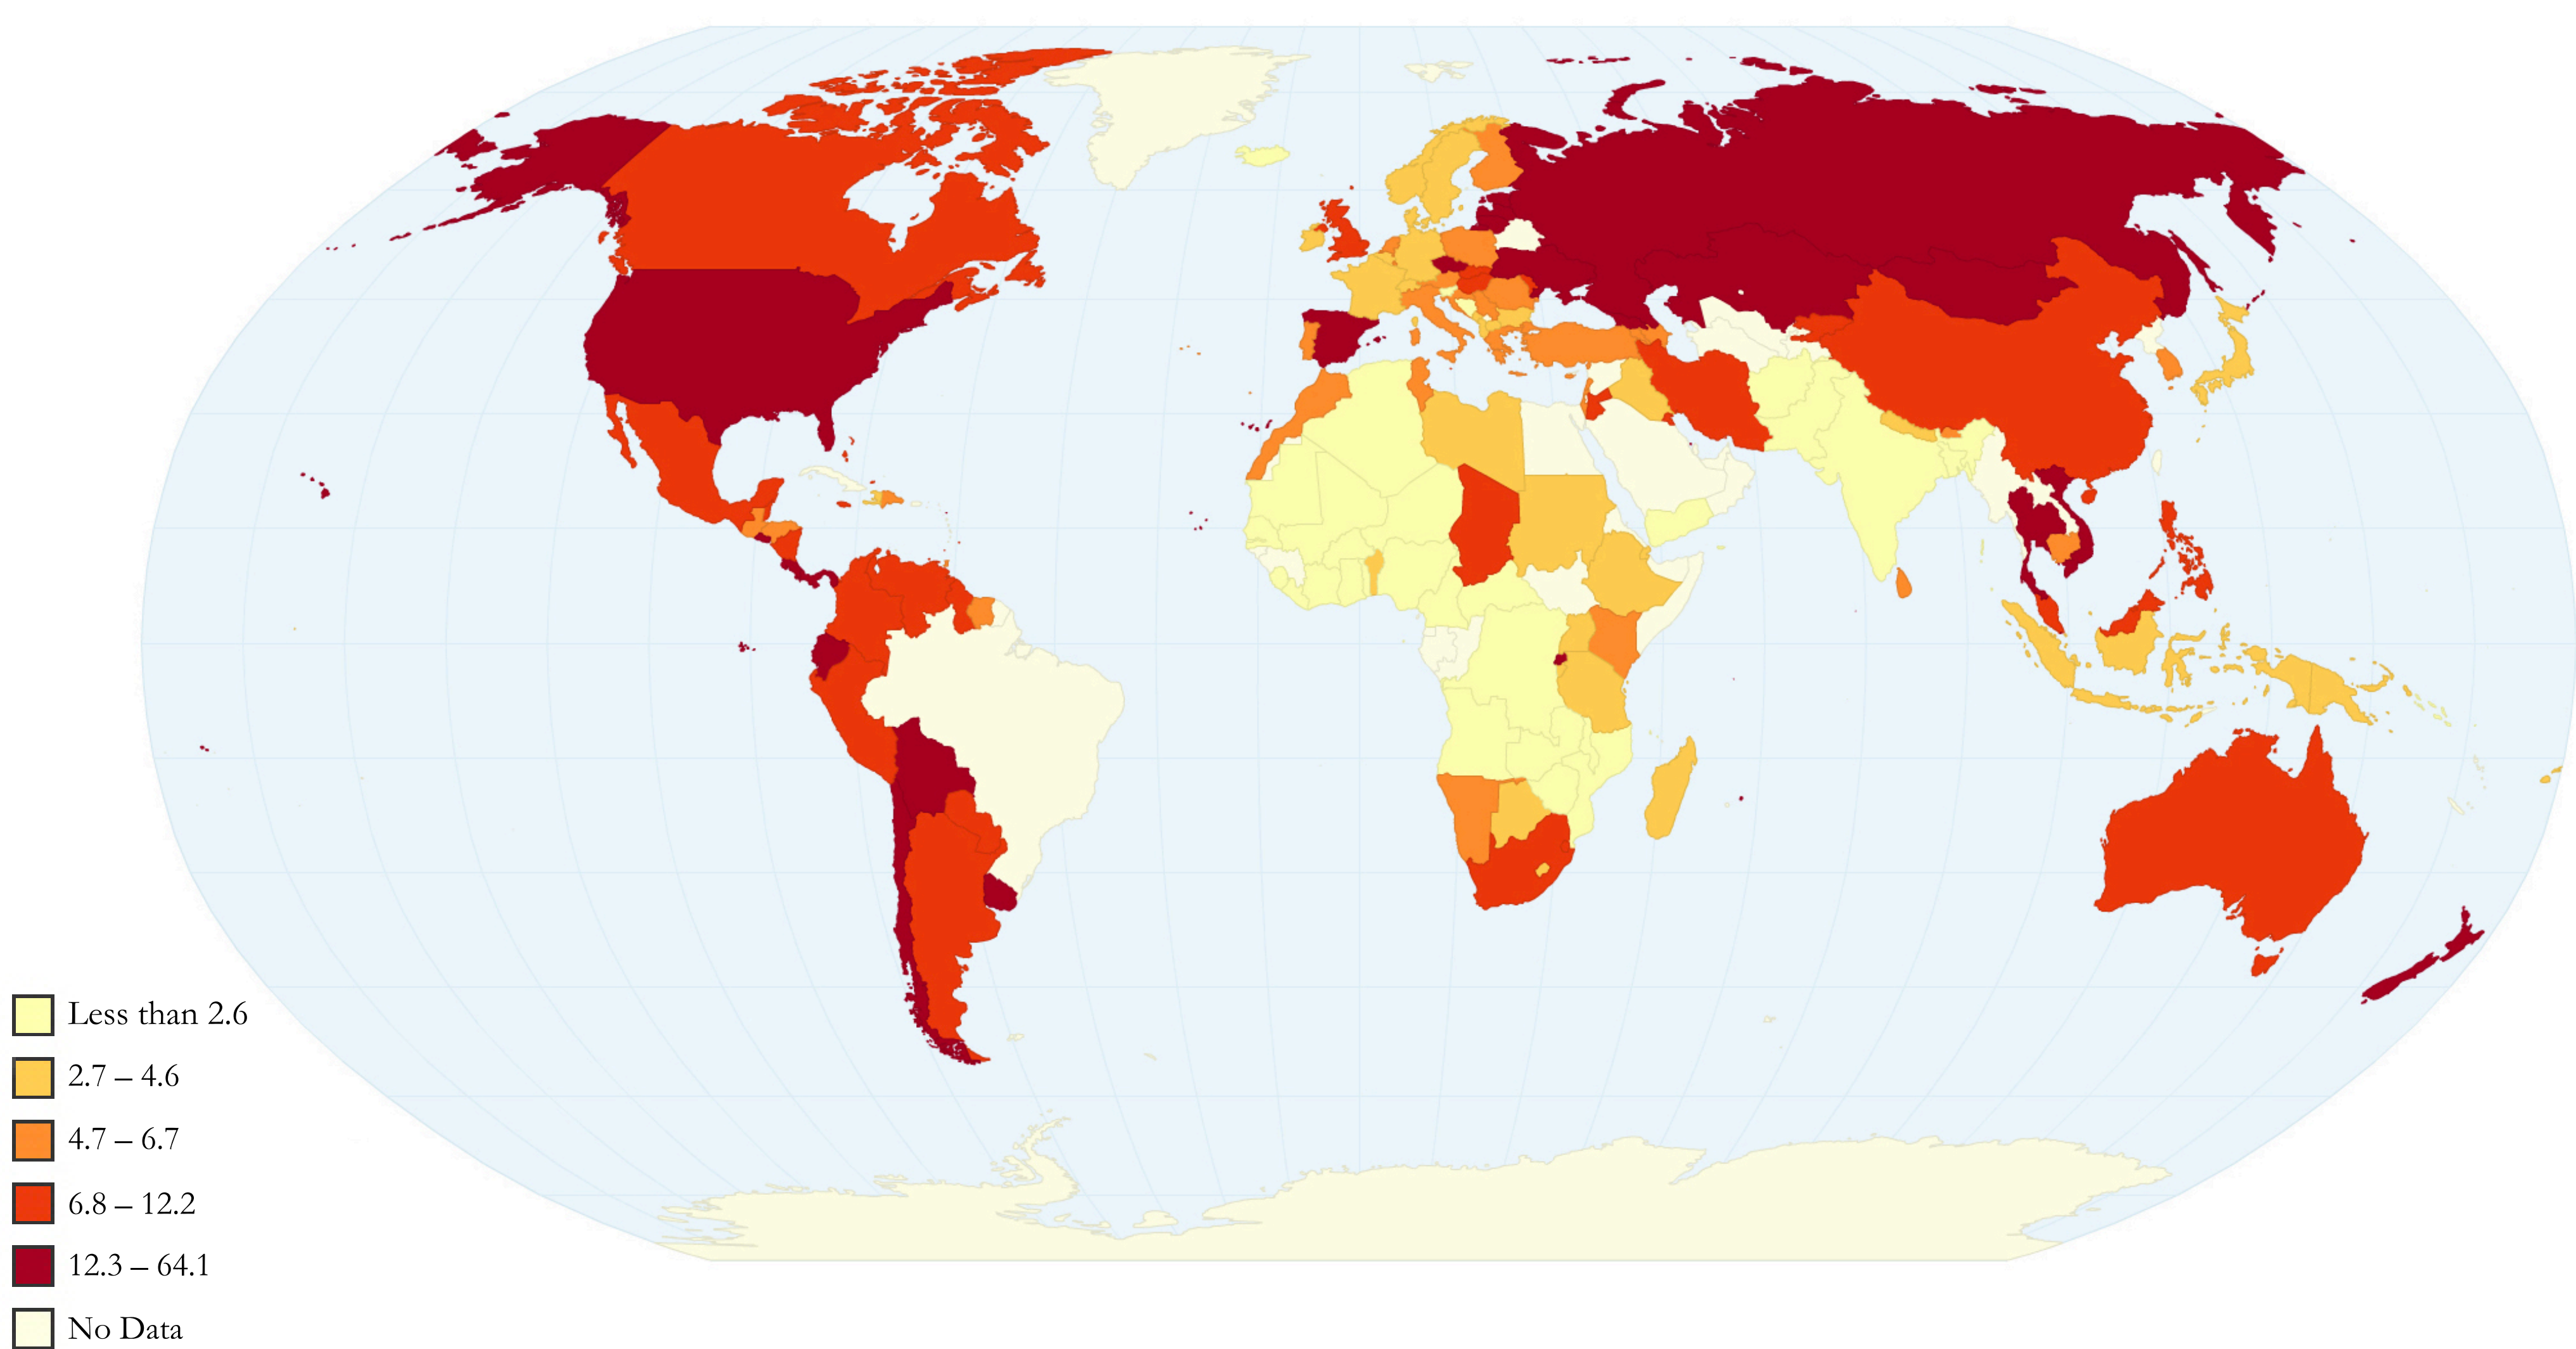 Less than 2.6
2.7 – 4.6
4.7 – 6.7
6.8 – 12.2
12.3 – 64.1
No Data